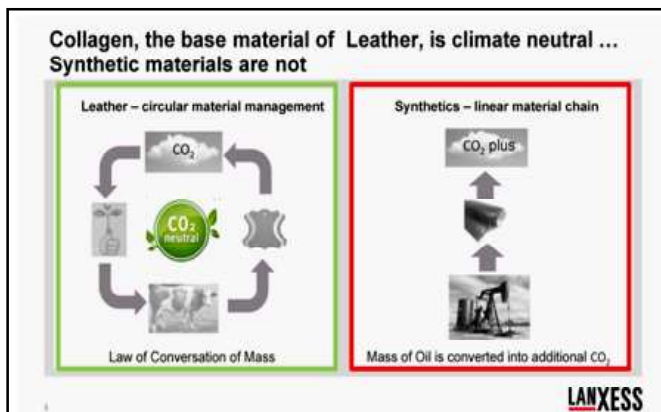 Collagen, the base material of Leather, is climate neutral ...
Synthetic materials are not
Leather – circular material management
CO₂
CO₂
neutral
Law of Conversation of Mass
Synthetics – linear material chain
CO₂ plus
Mass of Oil is converted into additional CO₂
LANXESS